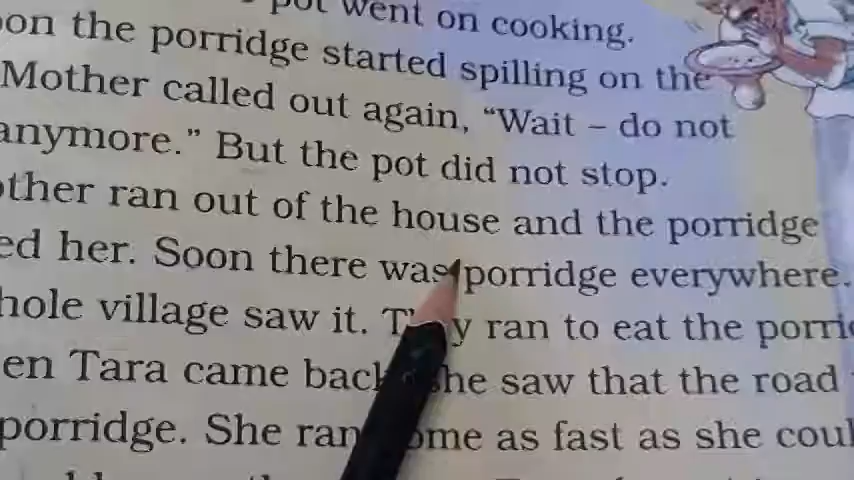 pot went on cooking.
on the porridge started spilling on the
Mother called out again, “Wait – do not
anymore.” But the pot did not stop.
other ran out of the house and the porridge
ed her. Soon there was porridge everywhere.
hole village saw it. They ran to eat the porri
en Tara came back she saw that the road
porridge. She ran home as fast as she coul